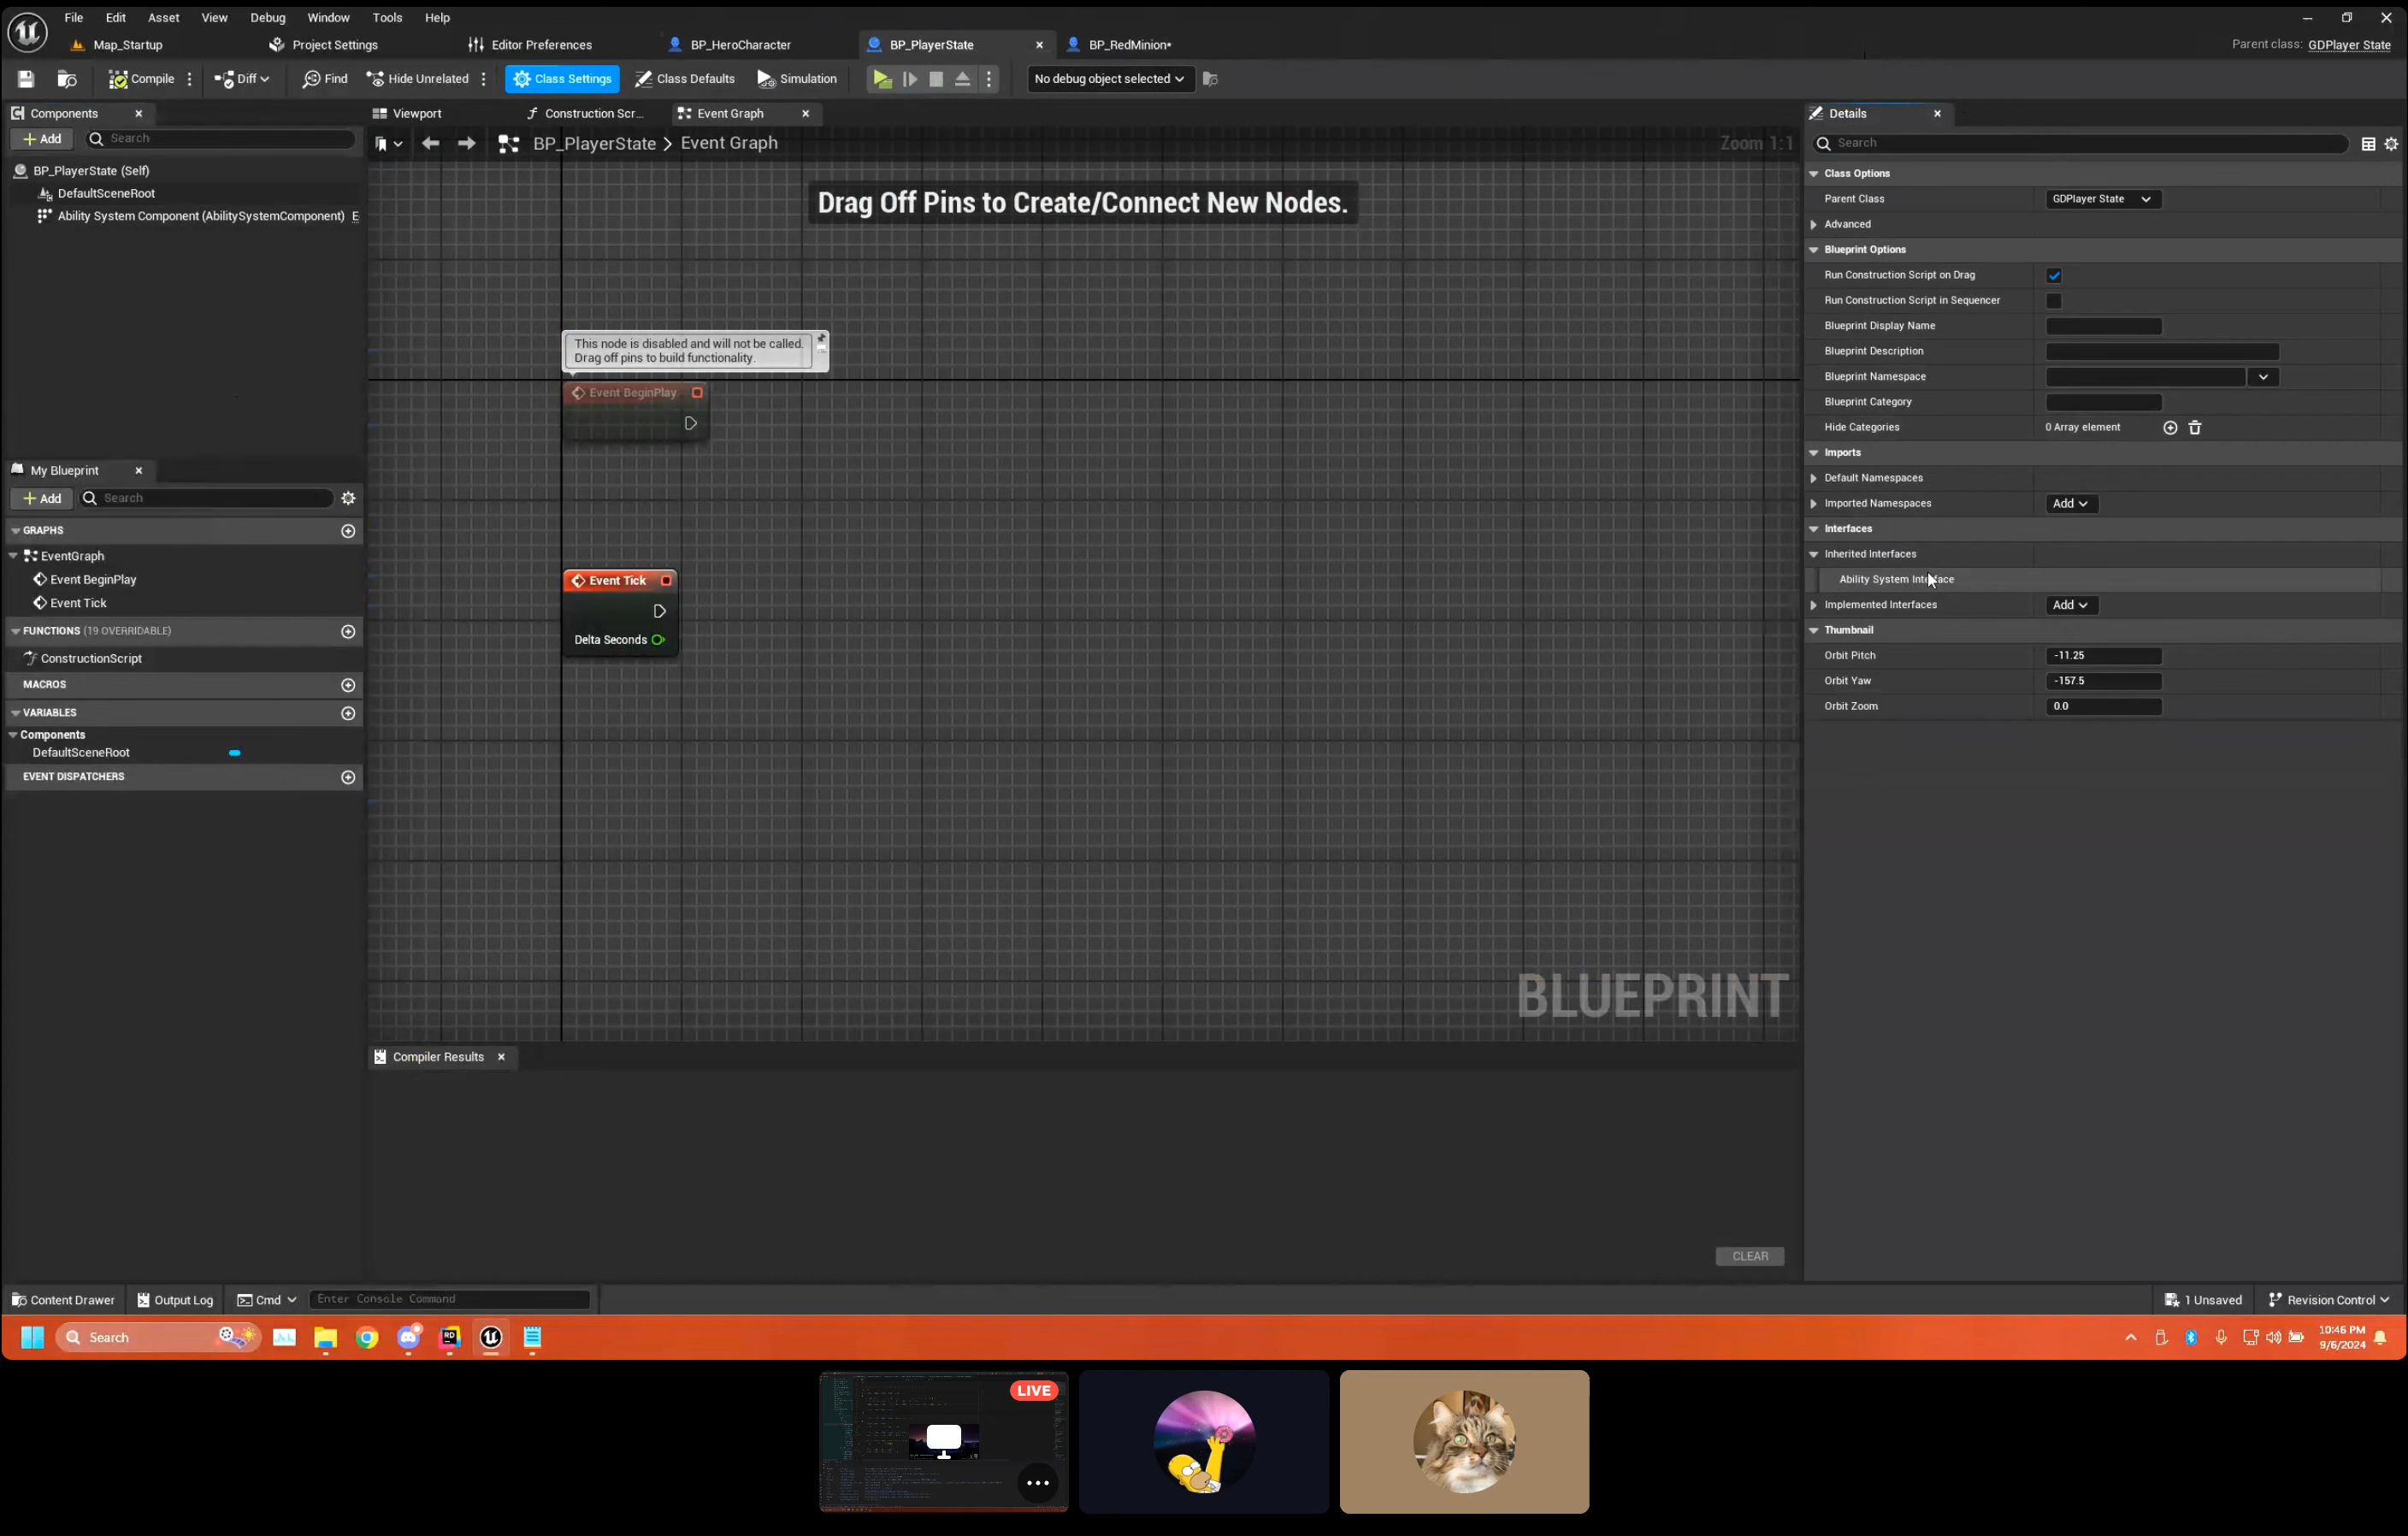 File Edit Asset View Debug Window Tools Help
Map_Startup Project Settings Editor Preferences BP_HeroCharacter BP_PlayerState BP_RedMinion* Parent class: GDPlayer State
Compile Diff Find Hide Unrelated Class Settings Class Defaults Simulation No debug object selected
Components
Add Search
BP_PlayerState (Self)
DefaultSceneRoot
Ability System Component (AbilitySystemComponent) E
My Blueprint
Add Search
GRAPHS
EventGraph
Event BeginPlay
Event Tick
FUNCTIONS (19 OVERRIDABLE)
ConstructionScript
MACROS
VARIABLES
Components
DefaultSceneRoot
EVENT DISPATCHERS
Viewport Construction Scr... Event Graph
BP_PlayerState > Event Graph Zoom 1:1
Drag Off Pins to Create/Connect New Nodes.
This node is disabled and will not be called.
Drag off pins to build functionality.
Event BeginPlay
Event Tick
Delta Seconds
BLUEPRINT
Compiler Results
CLEAR
Details
Search
Class Options
Parent Class GDPlayer State
Advanced
Blueprint Options
Run Construction Script on Drag
Run Construction Script in Sequencer
Blueprint Display Name
Blueprint Description
Blueprint Namespace
Blueprint Category
Hide Categories 0 Array element
Imports
Default Namespaces
Imported Namespaces Add
Interfaces
Inherited Interfaces
Ability System Interface
Implemented Interfaces Add
Thumbnail
Orbit Pitch -11.25
Orbit Yaw -157.5
Orbit Zoom 0.0
Content Drawer Output Log Cmd Enter Console Command 1 Unsaved Revision Control
Search RD 10:46 PM
9/6/2024
LIVE